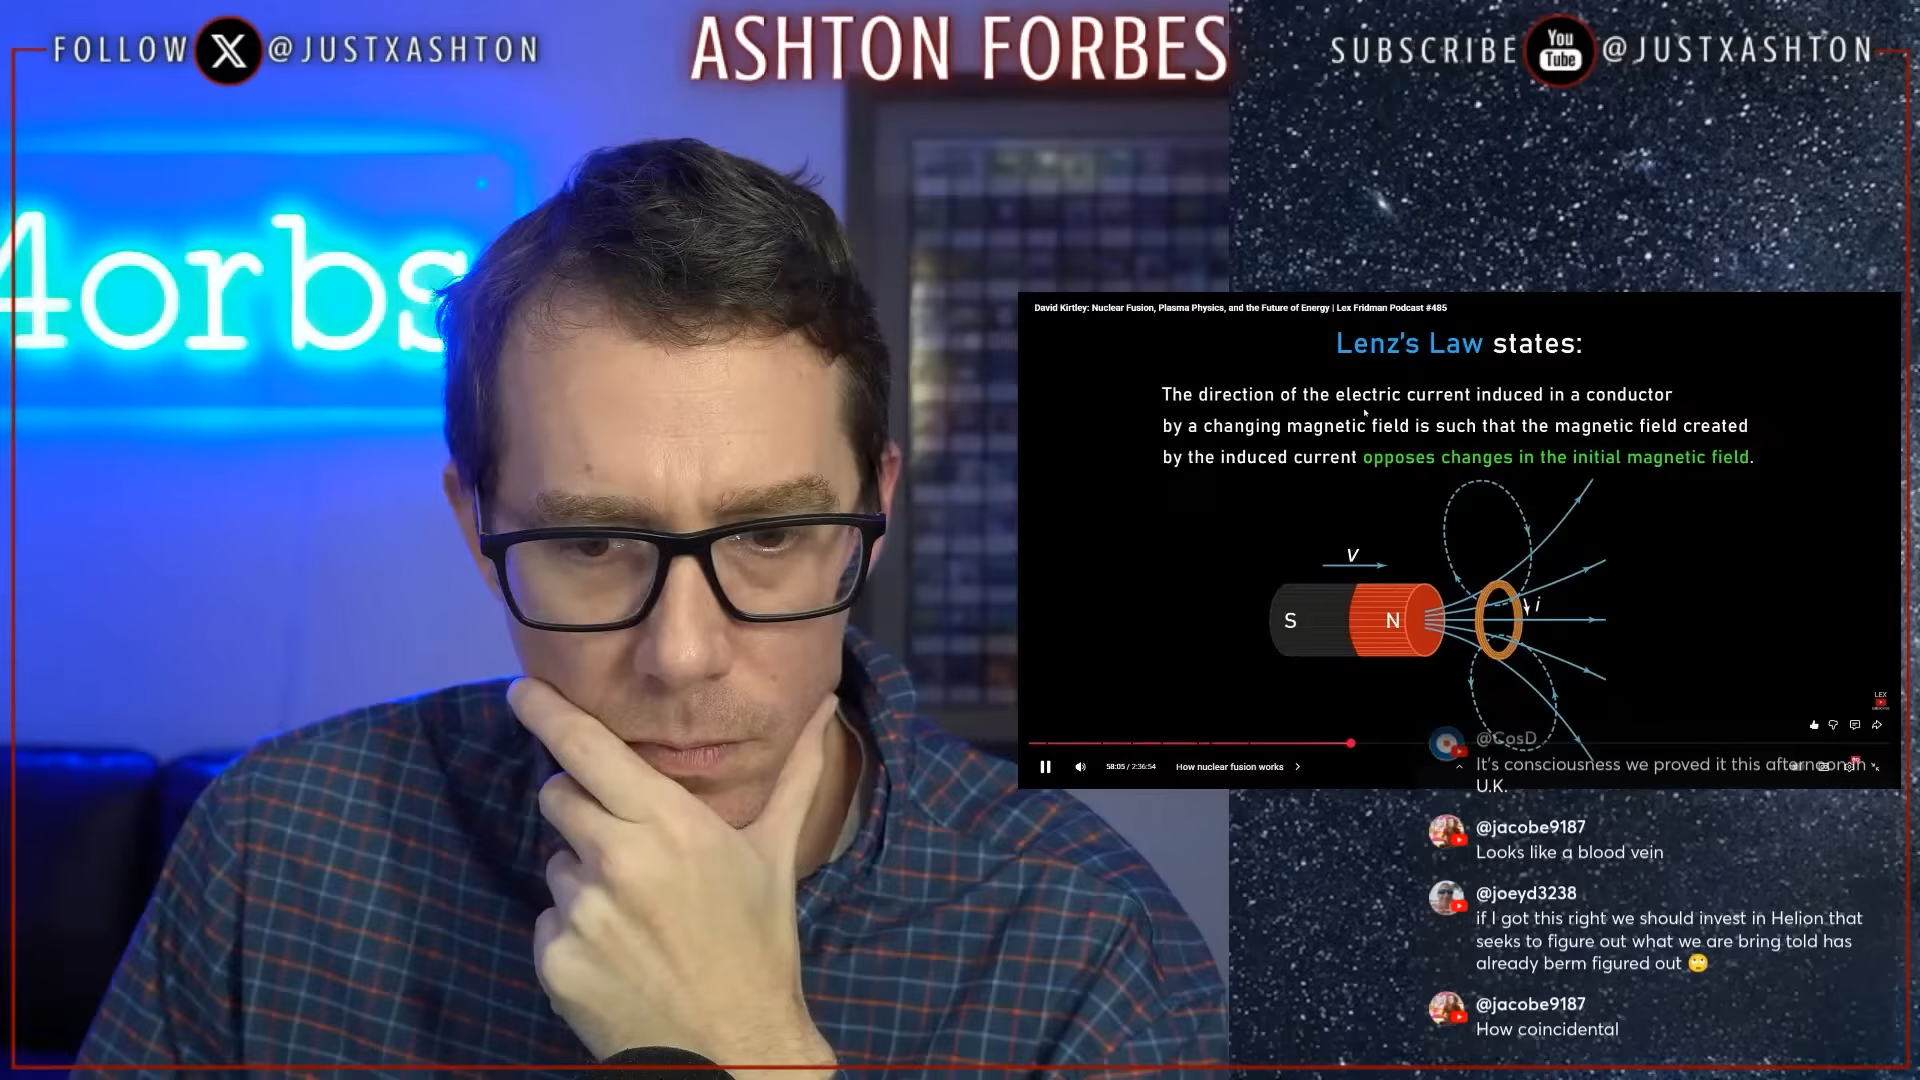 FOLLOW X @JUSTXASHTON
ASHTON FORBES
SUBSCRIBE You Tube @JUSTXASHTON
4orbs
David Kirtley: Nuclear Fusion, Plasma Physics, and the Future of Energy | Lex Fridman Podcast #485
Lenz's Law states:
The direction of the electric current induced in a conductor
by a changing magnetic field is such that the magnetic field created
by the induced current opposes changes in the initial magnetic field.
V
S N i
LEX
58:05 / 2:36:54 How nuclear fusion works
@CosD
It's consciousness we proved it this afternoon in
U.K.
@jacobe9187
Looks like a blood vein
@joeyd3238
if I got this right we should invest in Helion that
seeks to figure out what we are bring told has
already berm figured out 🙄
@jacobe9187
How coincidental